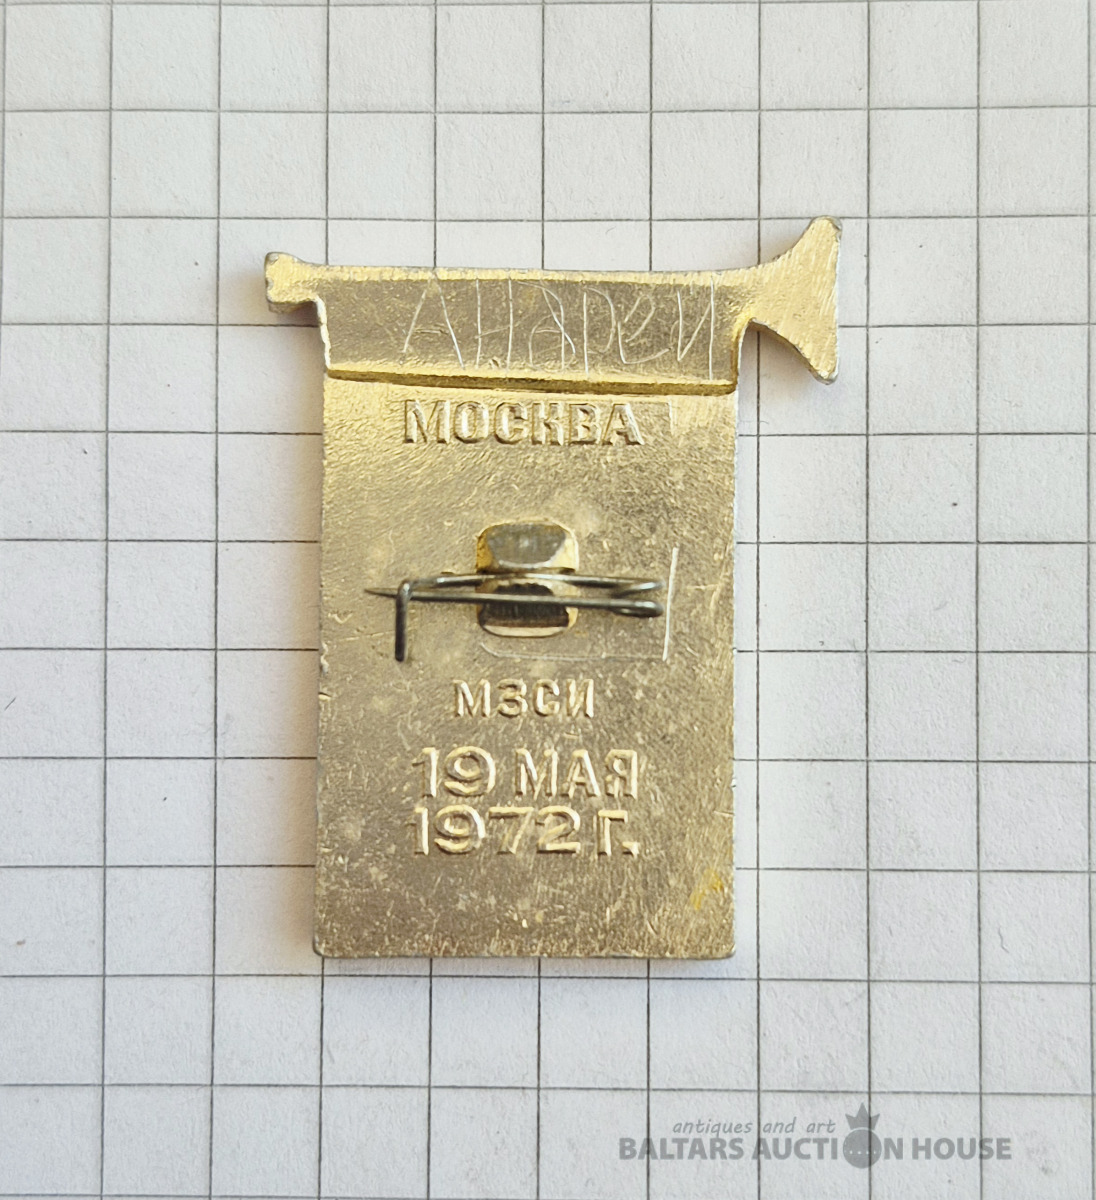 Андрей
МОСКВА
МЗСИ
19 МАЯ
1972 Г.
antiques and art
BALTARS AUCTION HOUSE